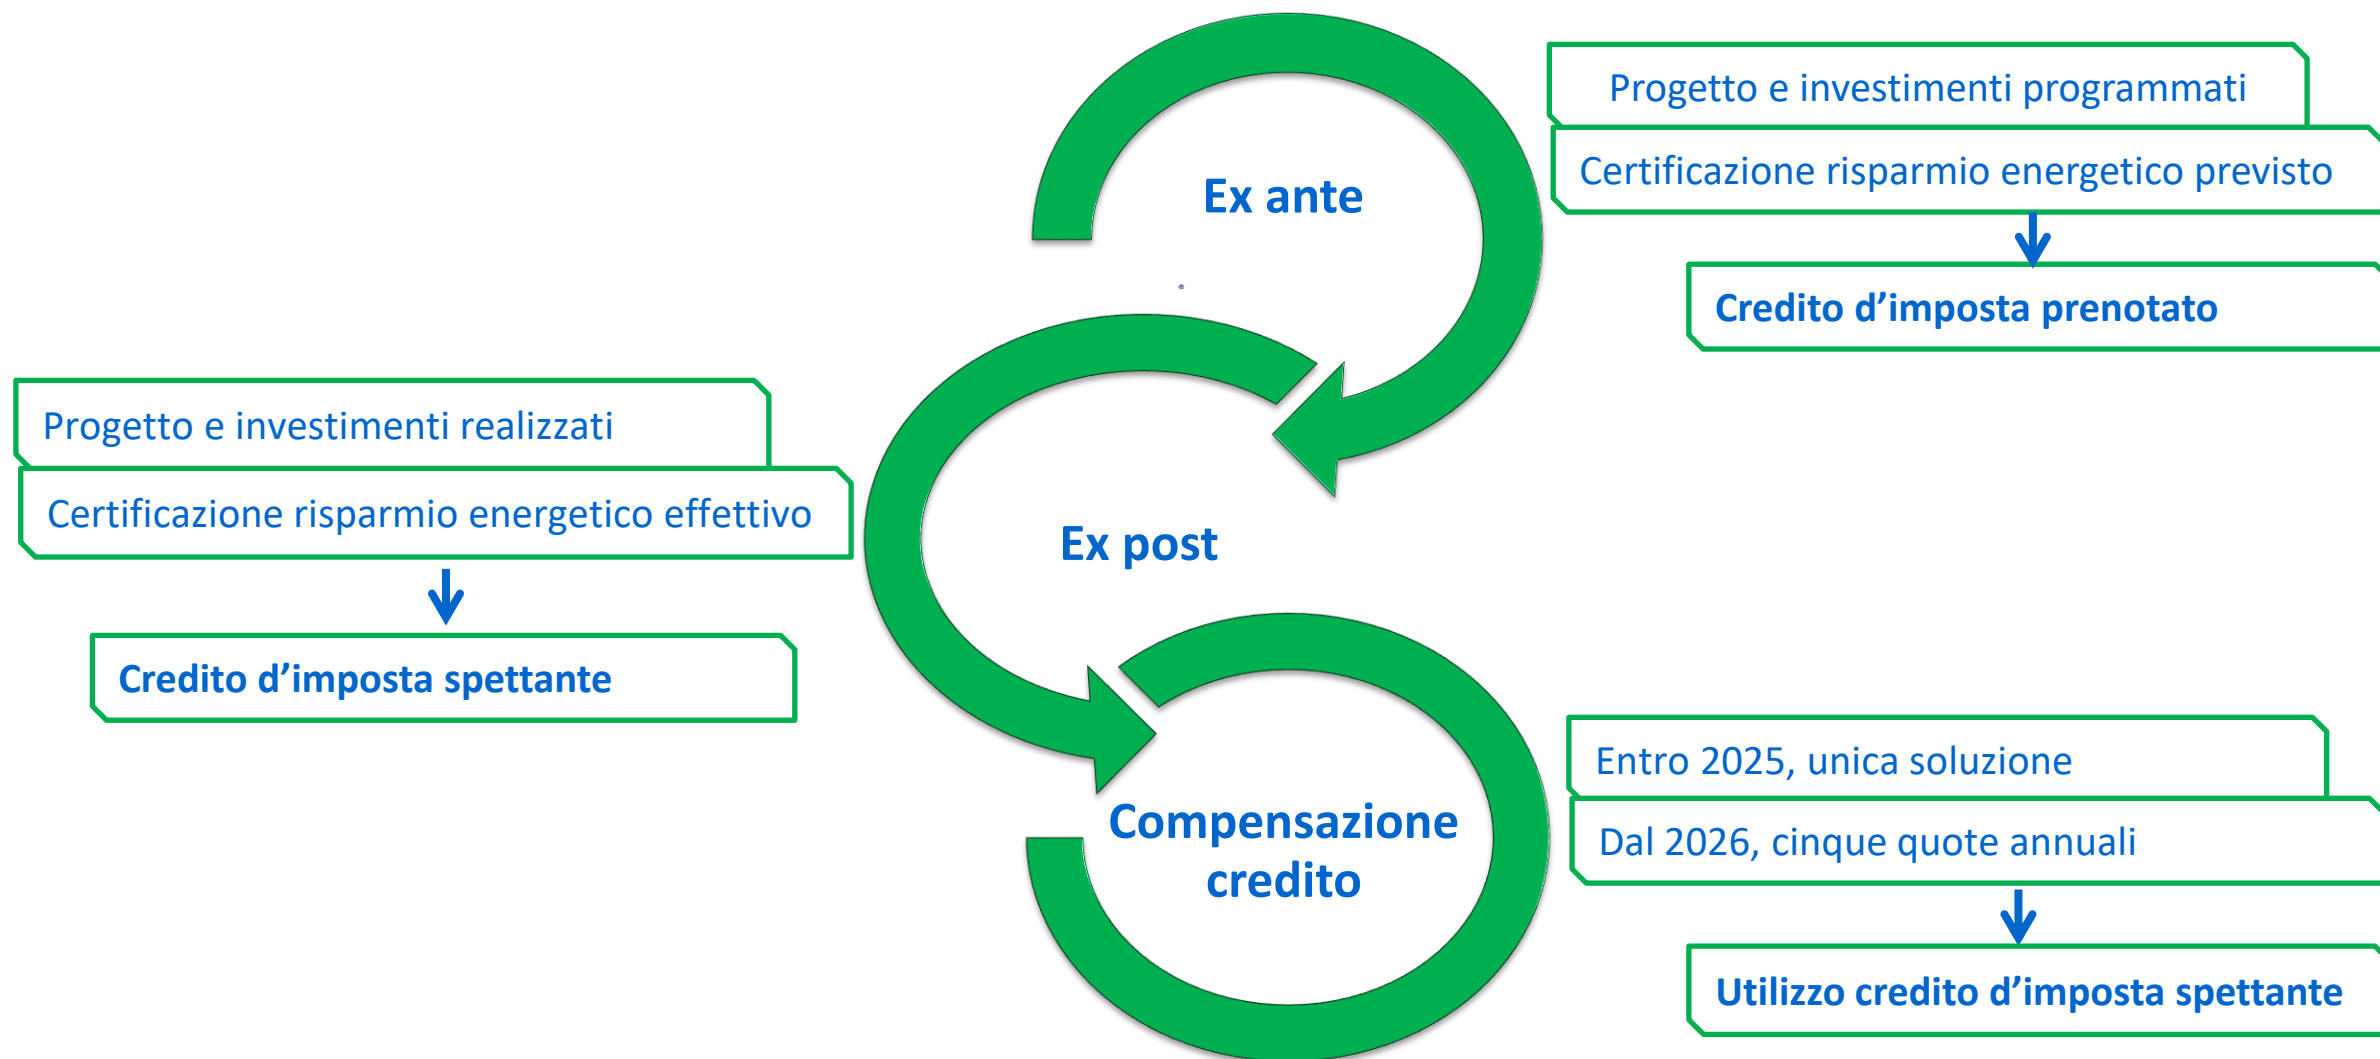 Ex ante
Progetto e investimenti programmati
Certificazione risparmio energetico previsto
Credito d’imposta prenotato
Progetto e investimenti realizzati
Certificazione risparmio energetico effettivo
Credito d’imposta spettante
Ex post
Compensazione
credito
Entro 2025, unica soluzione
Dal 2026, cinque quote annuali
Utilizzo credito d’imposta spettante